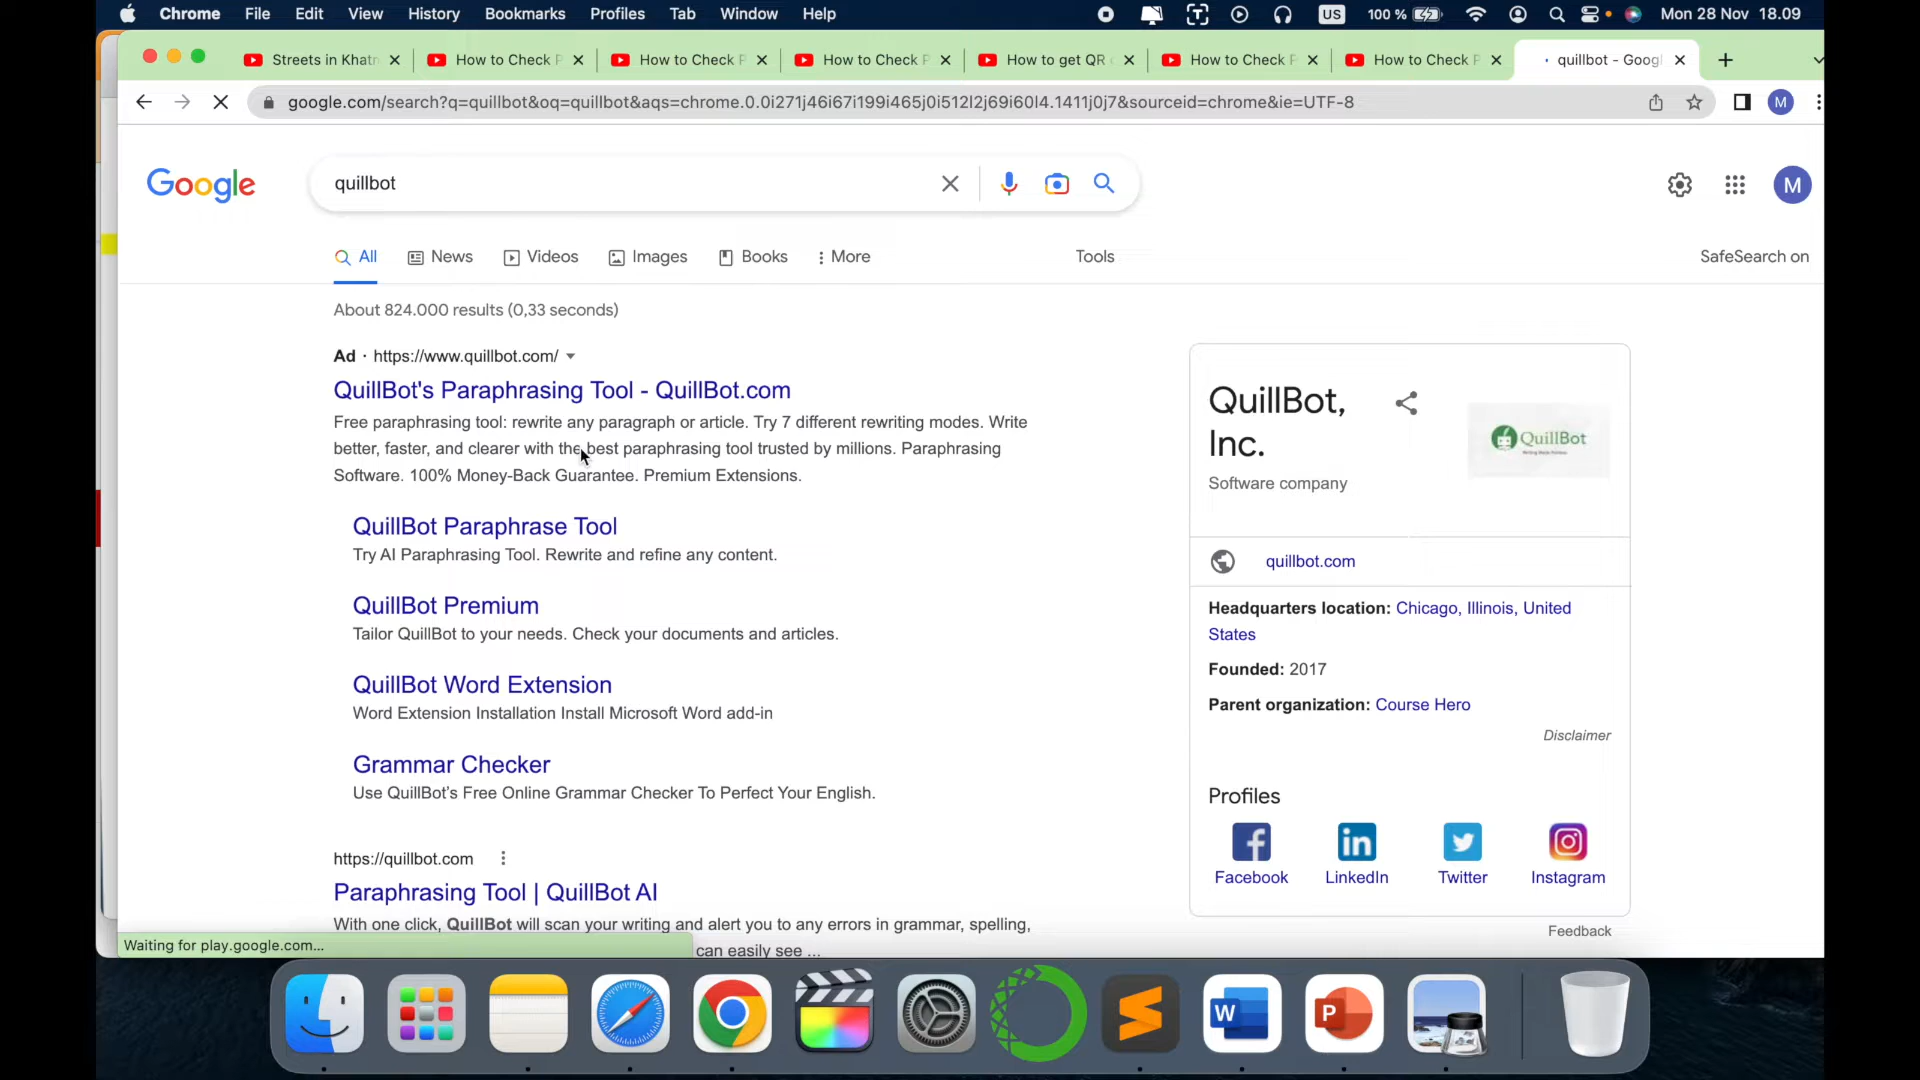 Chrome File Edit View History Bookmarks Profiles Tab Window Help US 100 % Mon 28 Nov 18.09
Streets in Khatn How to Check P How to Check P How to Check P How to get QR How to Check P How to Check P quillbot - Googl
google.com/search?q=quillbot&oq=quillbot&aqs=chrome.0.0i271j46i67i199i465j0i512l2j69i60l4.1411j0j7&sourceid=chrome&ie=UTF-8 M
Google quillbot M
All News Videos Images Books More Tools SafeSearch on
About 824.000 results (0,33 seconds)
Ad · https://www.quillbot.com/
QuillBot's Paraphrasing Tool - QuillBot.com
Free paraphrasing tool: rewrite any paragraph or article. Try 7 different rewriting modes. Write
better, faster, and clearer with the best paraphrasing tool trusted by millions. Paraphrasing
Software. 100% Money-Back Guarantee. Premium Extensions.
QuillBot Paraphrase Tool
Try AI Paraphrasing Tool. Rewrite and refine any content.
QuillBot Premium
Tailor QuillBot to your needs. Check your documents and articles.
QuillBot Word Extension
Word Extension Installation Install Microsoft Word add-in
Grammar Checker
Use QuillBot's Free Online Grammar Checker To Perfect Your English.
https://quillbot.com
Paraphrasing Tool | QuillBot AI
With one click, QuillBot will scan your writing and alert you to any errors in grammar, spelling,
can easily see ...
QuillBot,
Inc.
Software company
QuillBot
quillbot.com
Headquarters location: Chicago, Illinois, United
States
Founded: 2017
Parent organization: Course Hero
Disclaimer
Profiles
Facebook LinkedIn Twitter Instagram
Feedback
Waiting for play.google.com...
W P